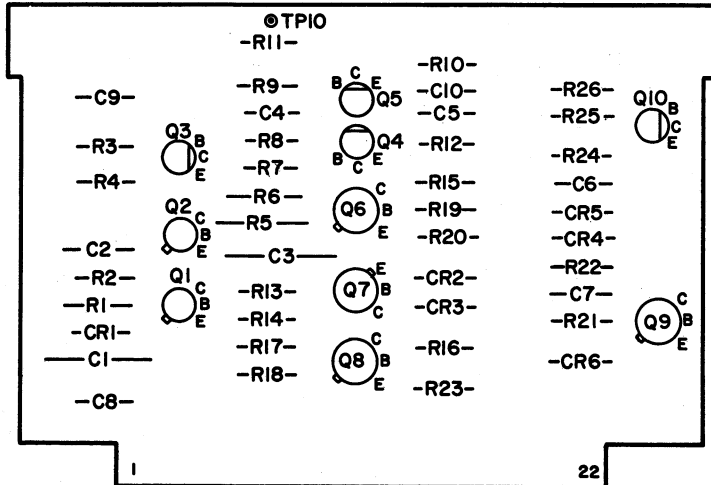 TP10
-R11-
-C9-
-R3-
-R4-
-C2-
-R2-
-R1-
-CR1-
-C1-
-C8-
Q3
B
C
E
Q2
C
B
E
Q1
C
B
E
-R9-
-C4-
-R8-
-R7-
-R6-
-R5-
-C3-
-R13-
-R14-
-R17-
-R18-
B C E
Q5
Q4
B C E
Q6
C
B
E
Q7
E
B
C
Q8
C
B
E
-R10-
-C10-
-C5-
-R12-
-R15-
-R19-
-R20-
-CR2-
-CR3-
-R16-
-R23-
-R26-
-R25-
-R24-
-C6-
-CR5-
-CR4-
-R22-
-C7-
-R21-
-CR6-
Q10
B
C
E
Q9
C
B
E
1
22